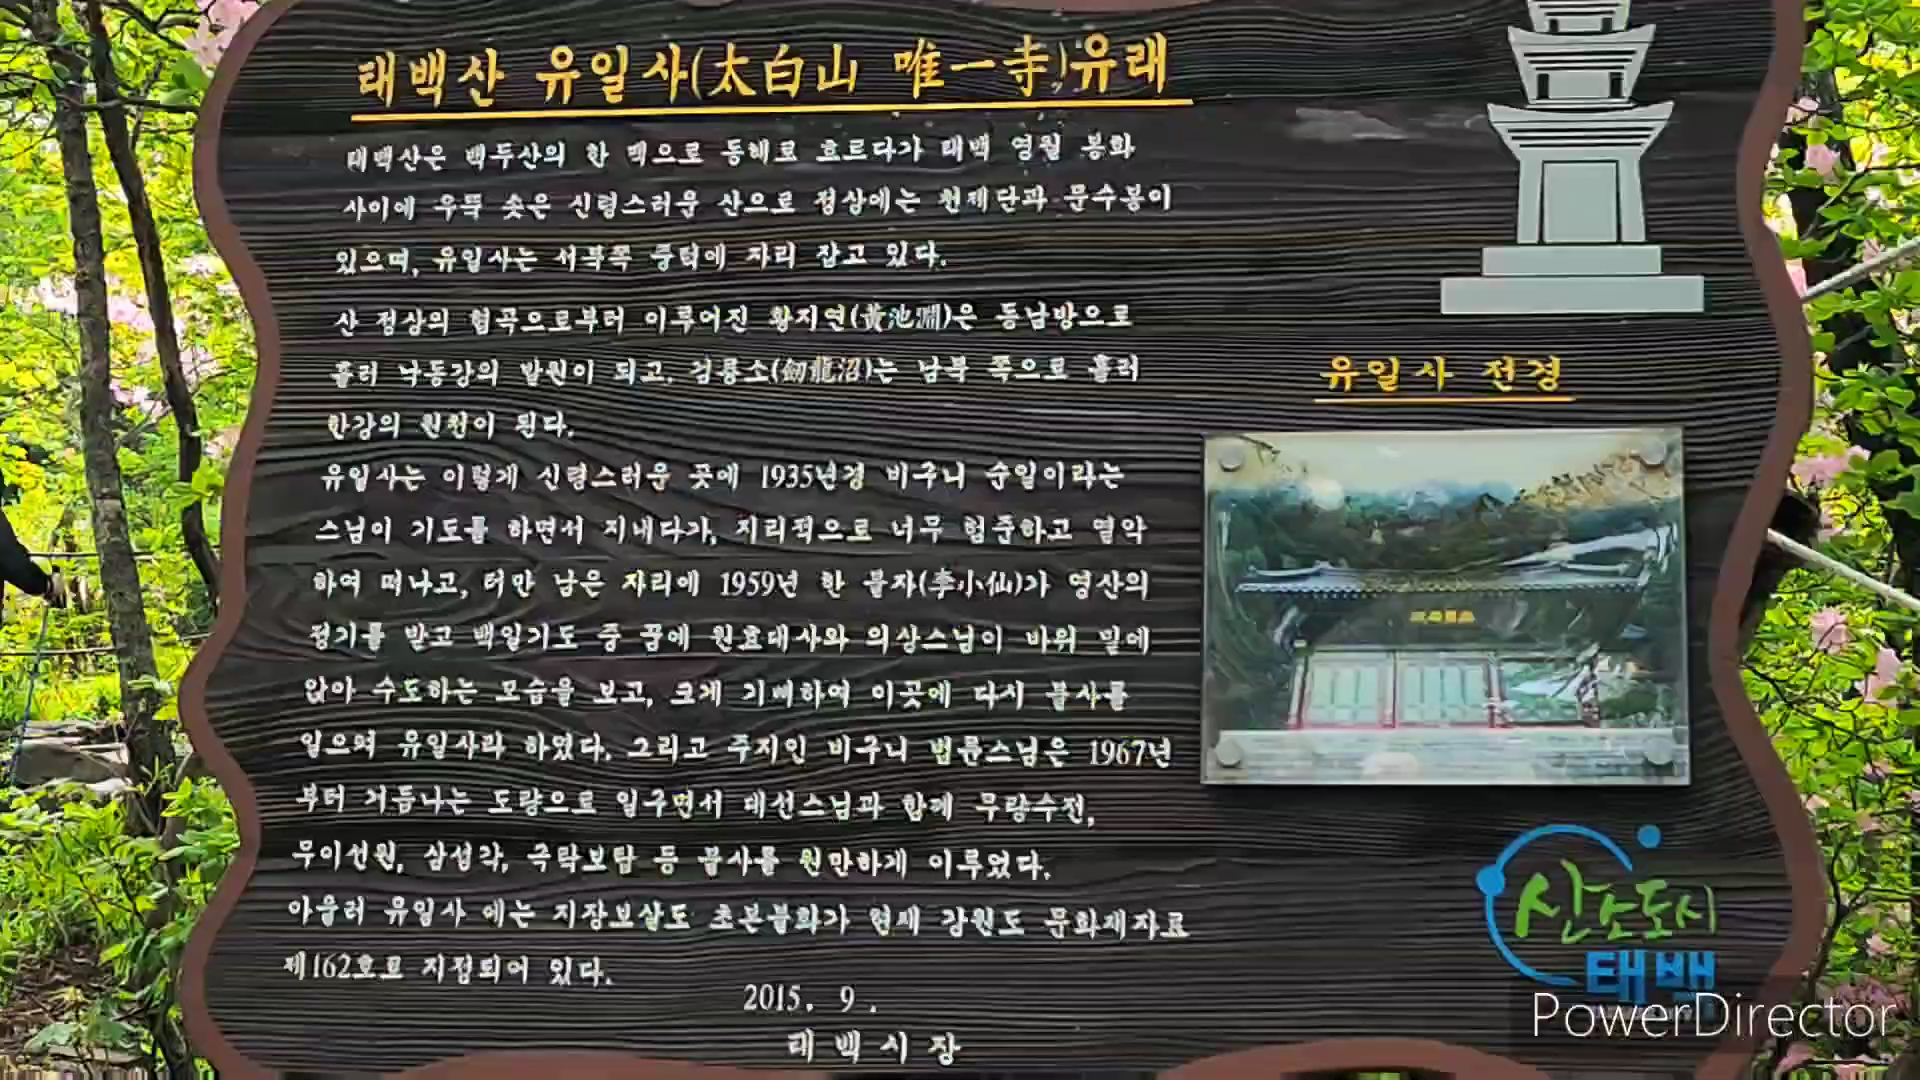 태백산 유일사(太白山 唯一寺)유래
태백산은 백두산의 한 맥으로 동해로 흐르다가 태백 영월 봉화
사이에 우뚝 솟은 신령스러운 산으로 정상에는 천제단과 문수봉이
있으며, 유일사는 서북쪽 중턱에 자리 잡고 있다.
산 정상의 협곡으로부터 이루어진 황지연(黃池淵)은 동남방으로
흘러 낙동강의 발원이 되고, 검룡소(劒龍沼)는 남북 쪽으로 흘러
한강의 원천이 된다.
유일사는 이렇게 신령스러운 곳에 1935년경 비구니 순일이라는
스님이 기도를 하면서 지내다가, 지리적으로 너무 험준하고 열악
하여 떠나고, 터만 남은 자리에 1959년 한 불자(李小仙)가 영산의
정기를 받고 백일기도 중 꿈에 원효대사와 의상스님이 바위 밑에
앉아 수도하는 모습을 보고, 크게 기뻐하여 이곳에 다시 불사를
일으켜 유일사라 하였다. 그리고 주지인 비구니 법륜스님은 1967년
부터 거듭나는 도량으로 일구면서 대선스님과 함께 무량수전,
무이선원, 삼성각, 극락보탑 등 불사를 원만하게 이루었다.
아울러 유일사 에는 지장보살도 초본불화가 현재 강원도 문화재자료
제162호로 지정되어 있다.
2015. 9.
태백시장
유일사 전경
산소도시
태백
PowerDirector